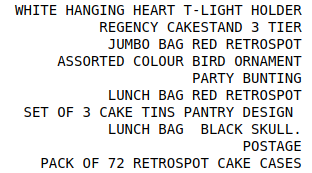 WHITE HANGING HEART T-LIGHT HOLDER
REGENCY CAKESTAND 3 TIER
JUMBO BAG RED RETROSPOT
ASSORTED COLOUR BIRD ORNAMENT
PARTY BUNTING
LUNCH BAG RED RETROSPOT
SET OF 3 CAKE TINS PANTRY DESIGN
LUNCH BAG  BLACK SKULL.
POSTAGE
PACK OF 72 RETROSPOT CAKE CASES